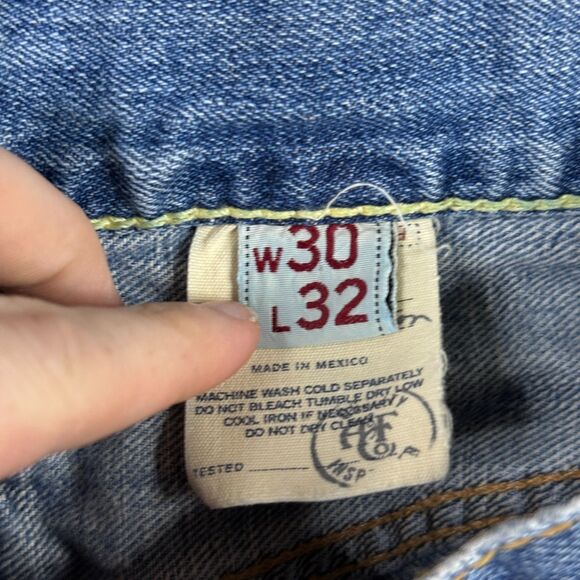 W30
L32
MADE IN MEXICO
MACHINE WASH COLD SEPARATELY
DO NOT BLEACH TUMBLE DRY LOW
COOL IRON IF NECESSARY
DO NOT DRY CLEAN
TESTED
INSP